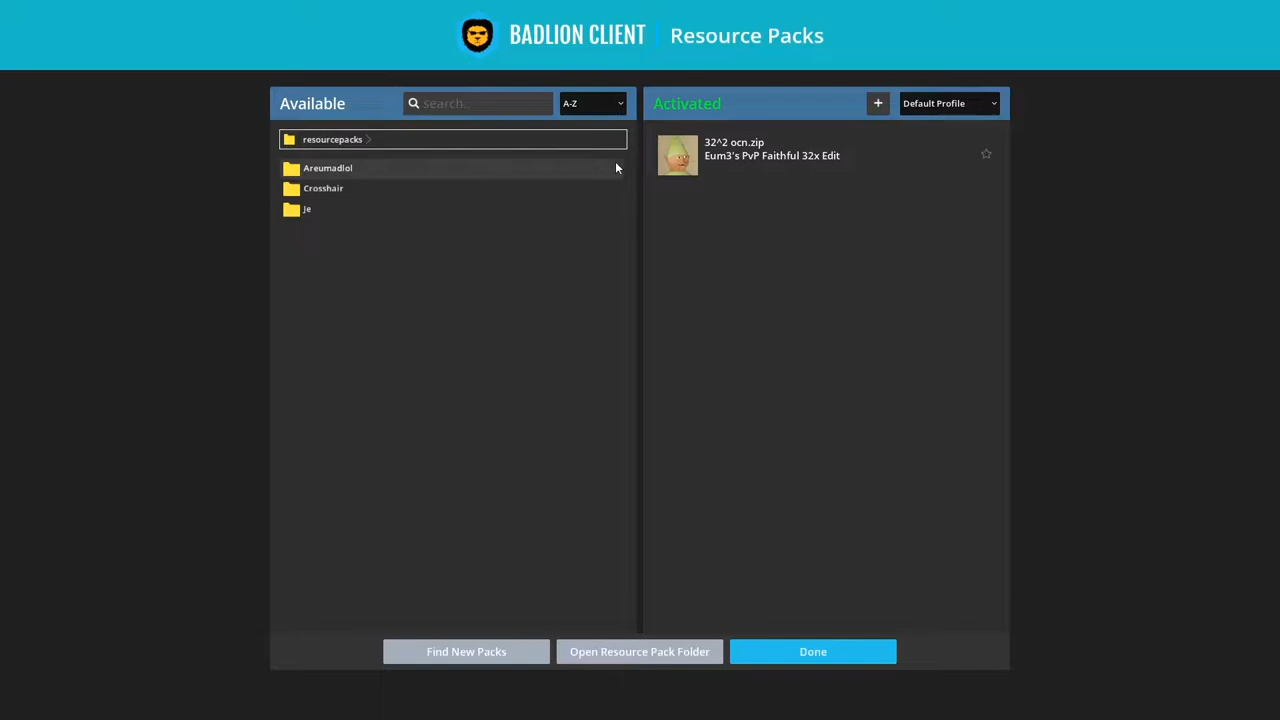 BADLION CLIENT Resource Packs
Available
Search..
A-Z
Activated
+
Default Profile
resourcepacks
Areumadlol
Crosshair
Je
32^2 ocn.zip
Eum3's PvP Faithful 32x Edit
Find New Packs
Open Resource Pack Folder
Done